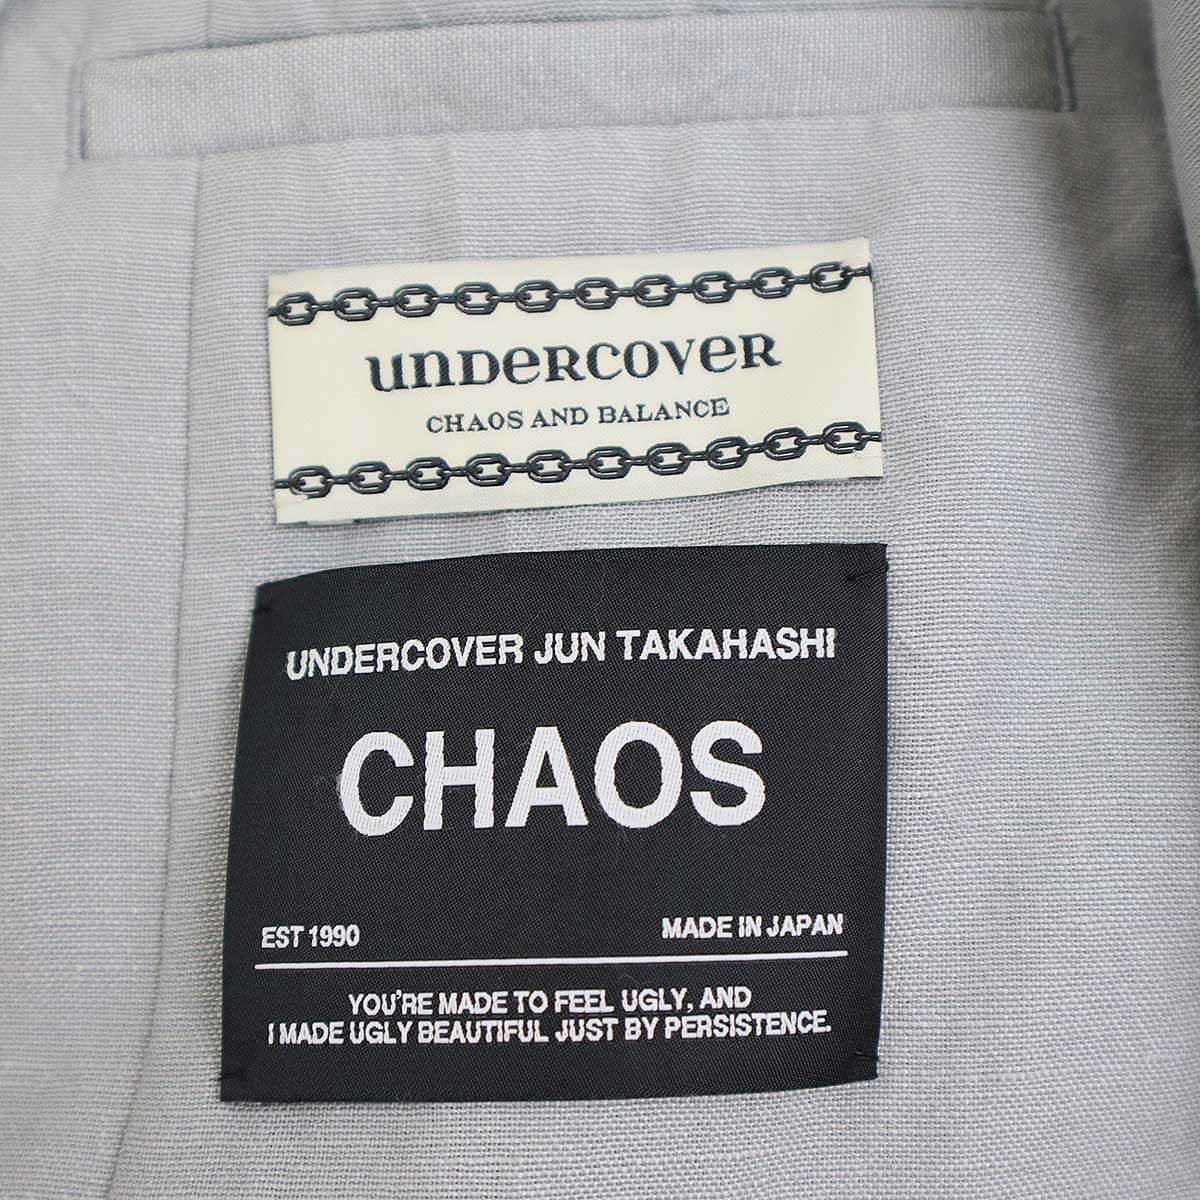 unDeRcoveR
CHAOS AND BALANCE
UNDERCOVER JUN TAKAHASHI
CHAOS
EST 1990
MADE IN JAPAN
YOU'RE MADE TO FEEL UGLY, AND
I MADE UGLY BEAUTIFUL JUST BY PERSISTENCE.